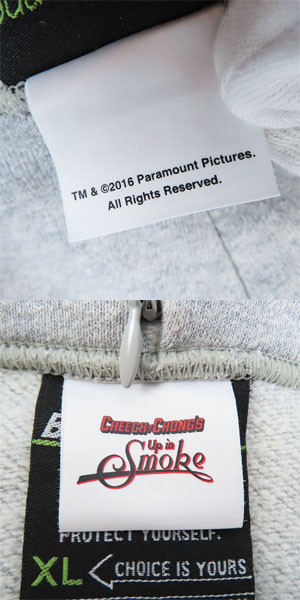 TM & ©2016 Paramount Pictures.
All Rights Reserved.
CHEECH & CHONG'S
Up in
Smoke
PROTECT YOURSELF.
XL CHOICE IS YOURS